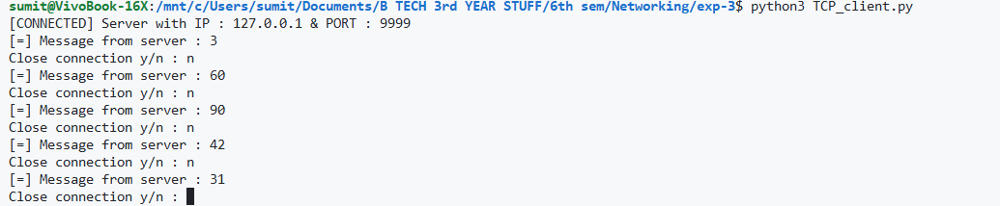 sumit@VivoBook-16X:/mnt/c/Users/sumit/Documents/B TECH 3rd YEAR STUFF/6th sem/Networking/exp-3$ python3 TCP_client.py
[CONNECTED] Server with IP : 127.0.0.1 & PORT : 9999
[=] Message from server : 3
Close connection y/n : n
[=] Message from server : 60
Close connection y/n : n
[=] Message from server : 90
Close connection y/n : n
[=] Message from server : 42
Close connection y/n : n
[=] Message from server : 31
Close connection y/n :